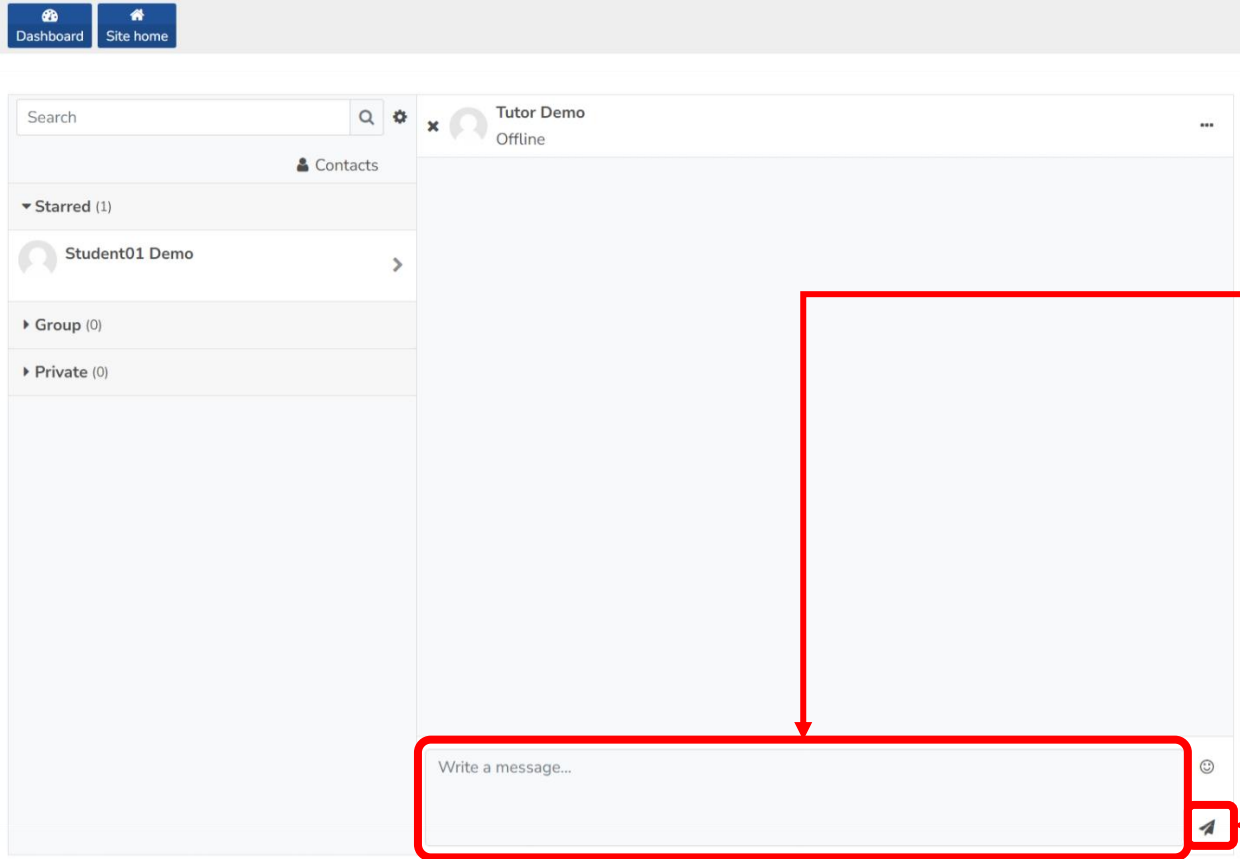 Dashboard
Site home
Search
Contacts
Starred (1)
Student01 Demo
Group (0)
Private (0)
Tutor Demo
Offline
Write a message...